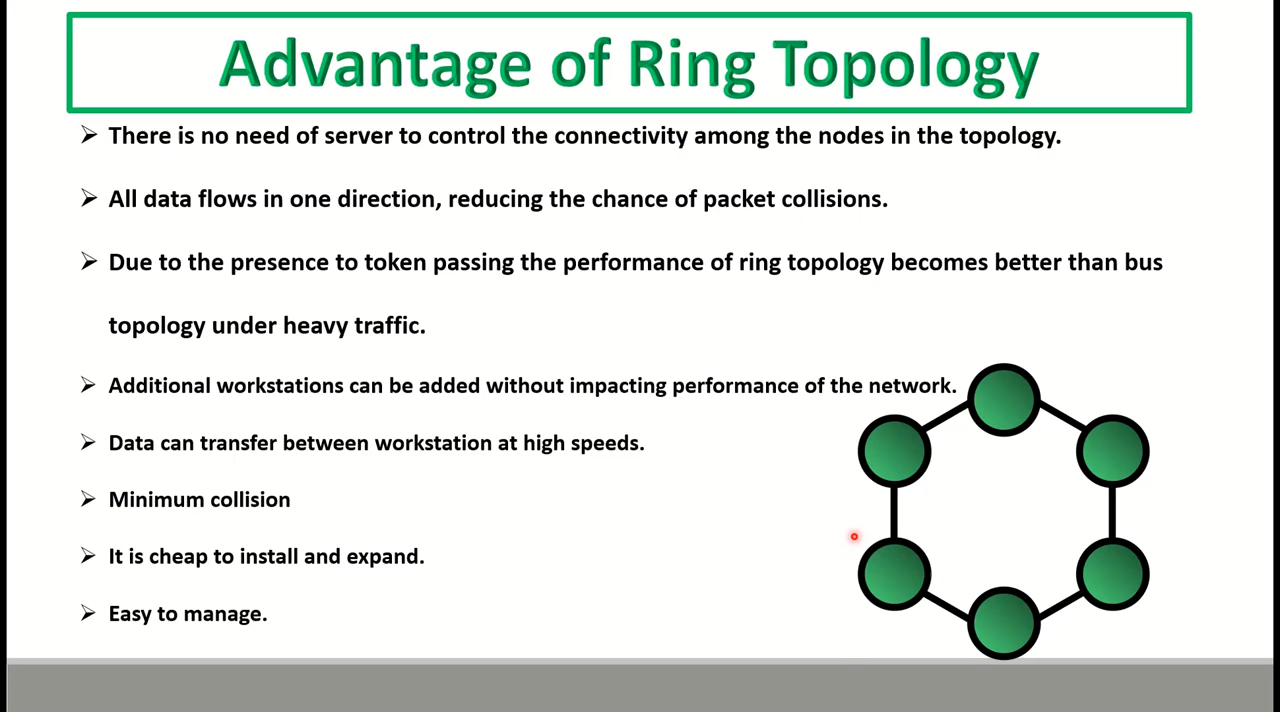 Advantage of Ring Topology
➢ There is no need of server to control the connectivity among the nodes in the topology.
➢ All data flows in one direction, reducing the chance of packet collisions.
➢ Due to the presence to token passing the performance of ring topology becomes better than bus
topology under heavy traffic.
➢ Additional workstations can be added without impacting performance of the network.
➢ Data can transfer between workstation at high speeds.
➢ Minimum collision
➢ It is cheap to install and expand.
➢ Easy to manage.